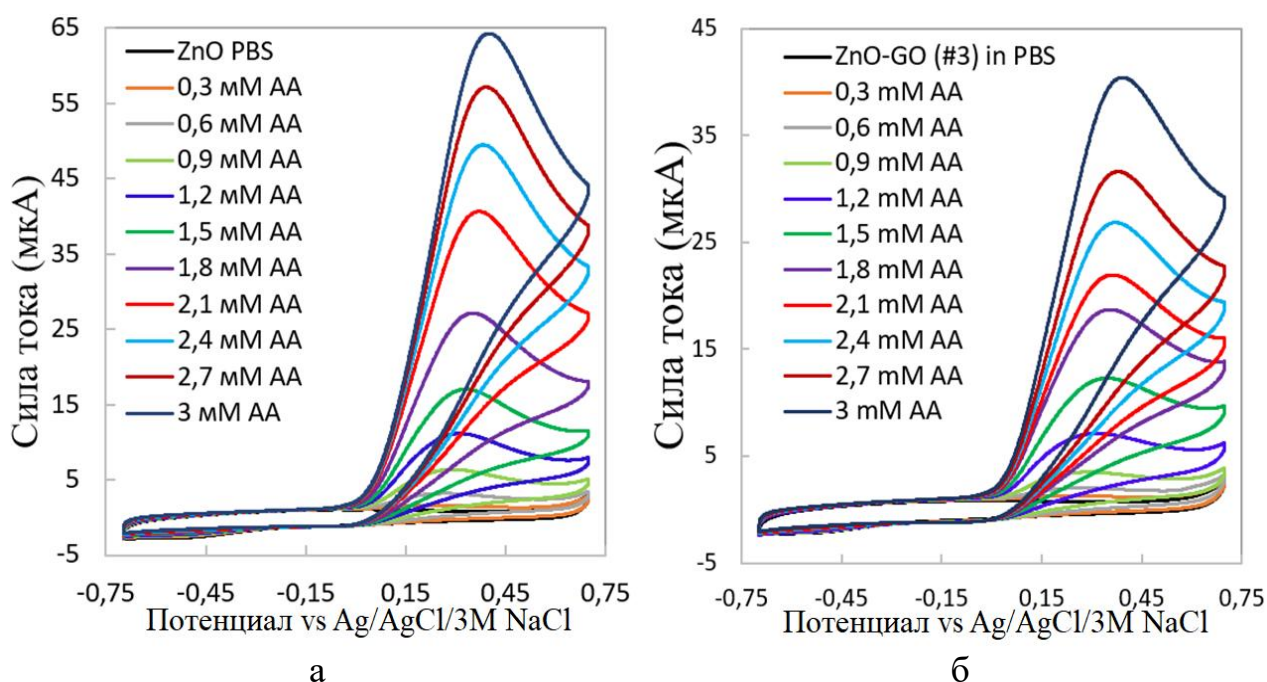 65
55
45
35
25
15
5
-5
Сила тока (мкА)
ZnO PBS
0,3 мМ АА
0,6 мМ АА
0,9 мМ АА
1,2 мМ АА
1,5 мМ АА
1,8 мМ АА
2,1 мМ АА
2,4 мМ АА
2,7 мМ АА
3 мМ АА
-0,75 -0,45 -0,15 0,15 0,45 0,75
Потенциал vs Ag/AgCl/3M NaCl
а
45
35
25
15
5
-5
Сила тока (мкА)
ZnO-GO (#3) in PBS
0,3 mM AA
0,6 mM AA
0,9 mM AA
1,2 mM AA
1,5 mM AA
1,8 mM AA
2,1 mM AA
2,4 mM AA
2,7 mM AA
3 mM AA
-0,75 -0,45 -0,15 0,15 0,45 0,75
Потенциал vs Ag/AgCl/3M NaCl
б